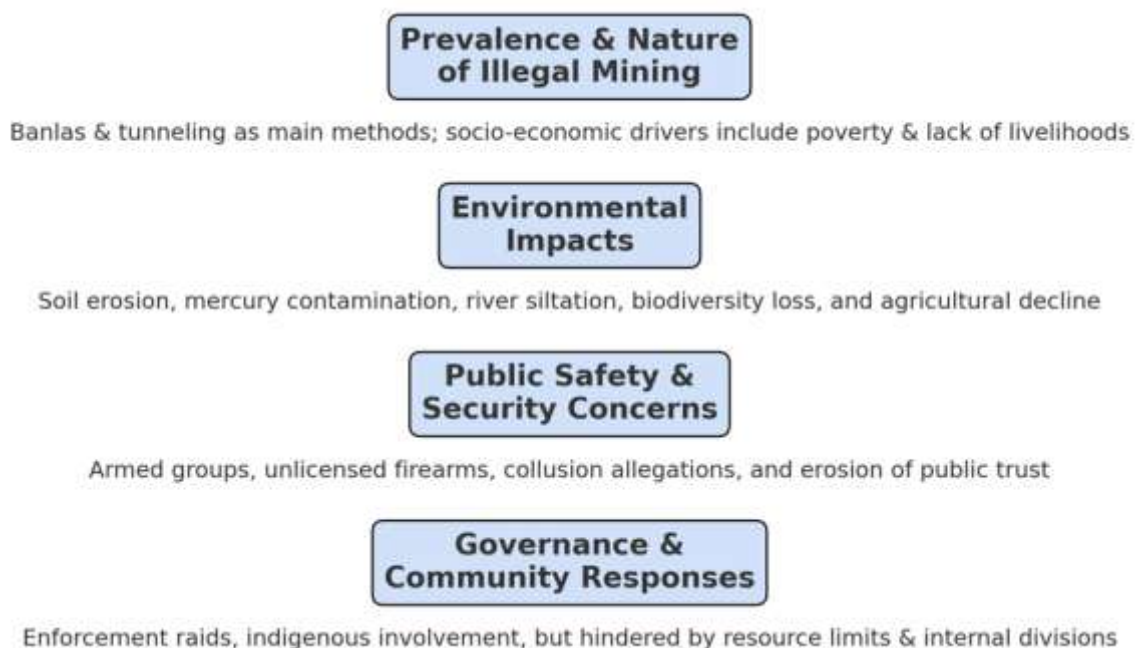 Prevalence & Nature
of Illegal Mining
Banlas & tunneling as main methods; socio-economic drivers include poverty & lack of livelihoods
Environmental
Impacts
Soil erosion, mercury contamination, river siltation, biodiversity loss, and agricultural decline
Public Safety &
Security Concerns
Armed groups, unlicensed firearms, collusion allegations, and erosion of public trust
Governance &
Community Responses
Enforcement raids, indigenous involvement, but hindered by resource limits & internal divisions